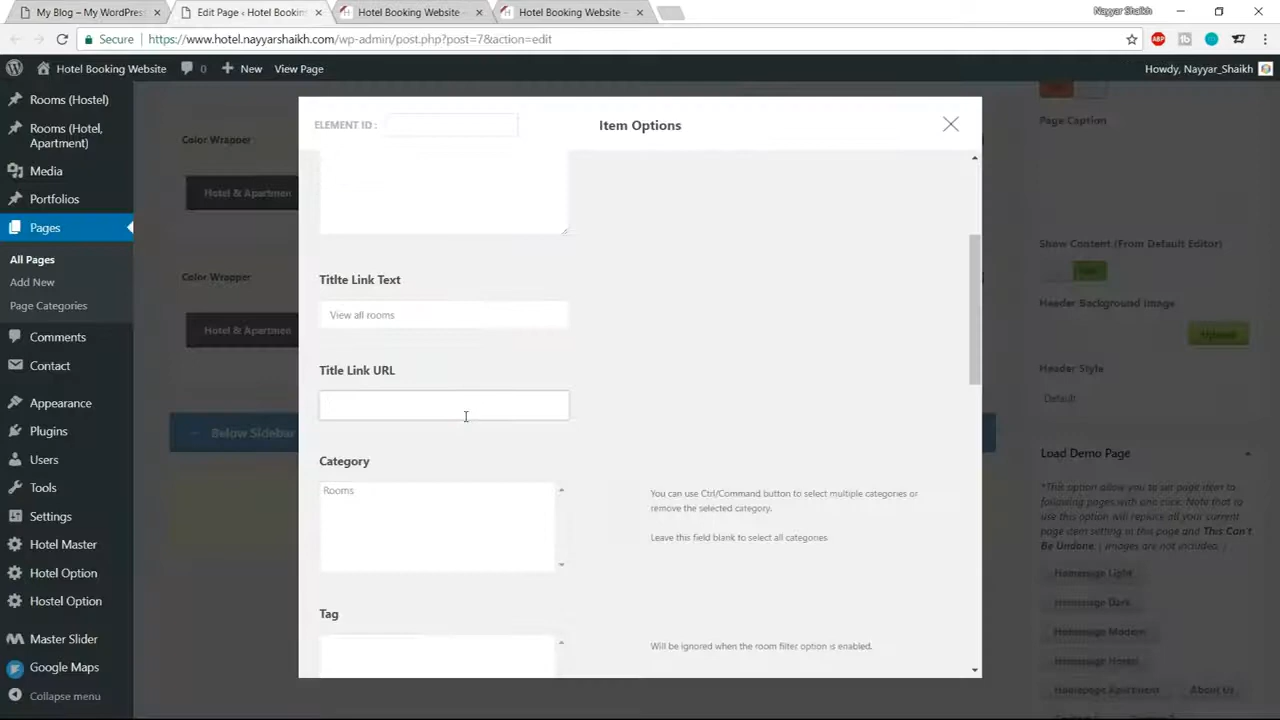 My Blog – My WordPress
Edit Page ‹ Hotel Bookin
Hotel Booking Website –
Hotel Booking Website –
Nayyar Shaikh
Secure
https://www.hotel.nayyarshaikh.com/wp-admin/post.php?post=7&action=edit
Hotel Booking Website
0
New
View Page
Howdy, Nayyar_Shaikh
Rooms (Hostel)
Rooms (Hotel,
Apartment)
Media
Portfolios
Pages
All Pages
Add New
Page Categories
Comments
Contact
Appearance
Plugins
Users
Tools
Settings
Hotel Master
Hotel Option
Hostel Option
Master Slider
Google Maps
Collapse menu
Color Wrapper
Hotel & Apartmen
Color Wrapper
Hotel & Apartmen
Below Sidebar
ELEMENT ID :
Item Options
Titlte Link Text
View all rooms
Title Link URL
Category
Rooms
You can use Ctrl/Command button to select multiple categories or
remove the selected category.
Leave this field blank to select all categories
Tag
Will be ignored when the room filter option is enabled.
Page Caption
Show Content (From Default Editor)
Header Background Image
Upload
Header Style
Default
Load Demo Page
*This option allow you to set page item to
following pages with one click. Note that to
use this option will replace all your current
page item setting in this page and This Can't
Be Undone. ( Images are not included. )
Homepage Light
Homepage Dark
Homepage Modern
Homepage Hostel
Homepage Apartment
About Us